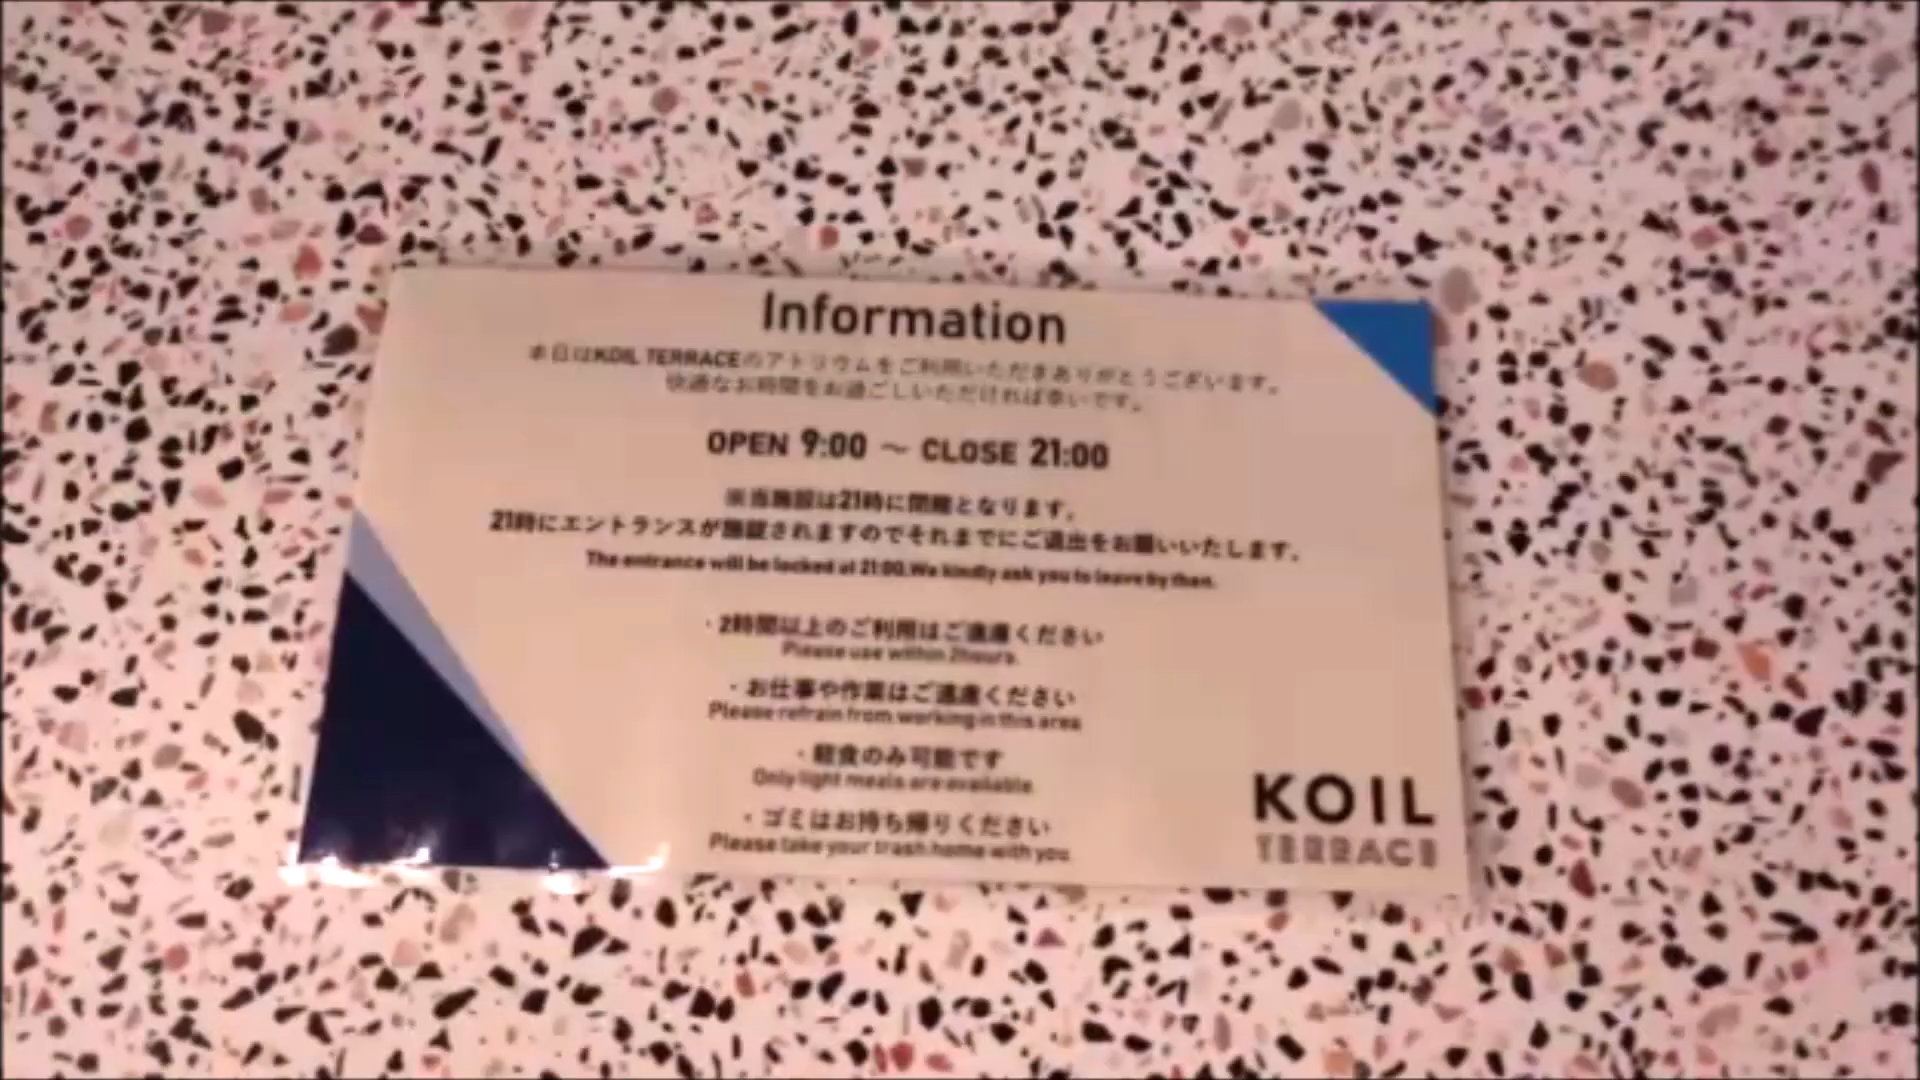 Information
本日はKOIL TERRACEのアトリウムをご利用いただきありがとうございます。
快適なお時間をお過ごしいただければ幸いです。
OPEN 9:00 ～ CLOSE 21:00
※当施設は21時に閉館となります。
21時にエントランスが施錠されますのでそれまでにご退出をお願いいたします。
The entrance will be locked at 21:00.We kindly ask you to leave by then.
・2時間以上のご利用はご遠慮ください
Please use within 2hours.
・お仕事や作業はご遠慮ください
Please refrain from working in this area
・軽食のみ可能です
Only light meals are available.
・ゴミはお持ち帰りください
Please take your trash home with you
KOIL
TERRACE